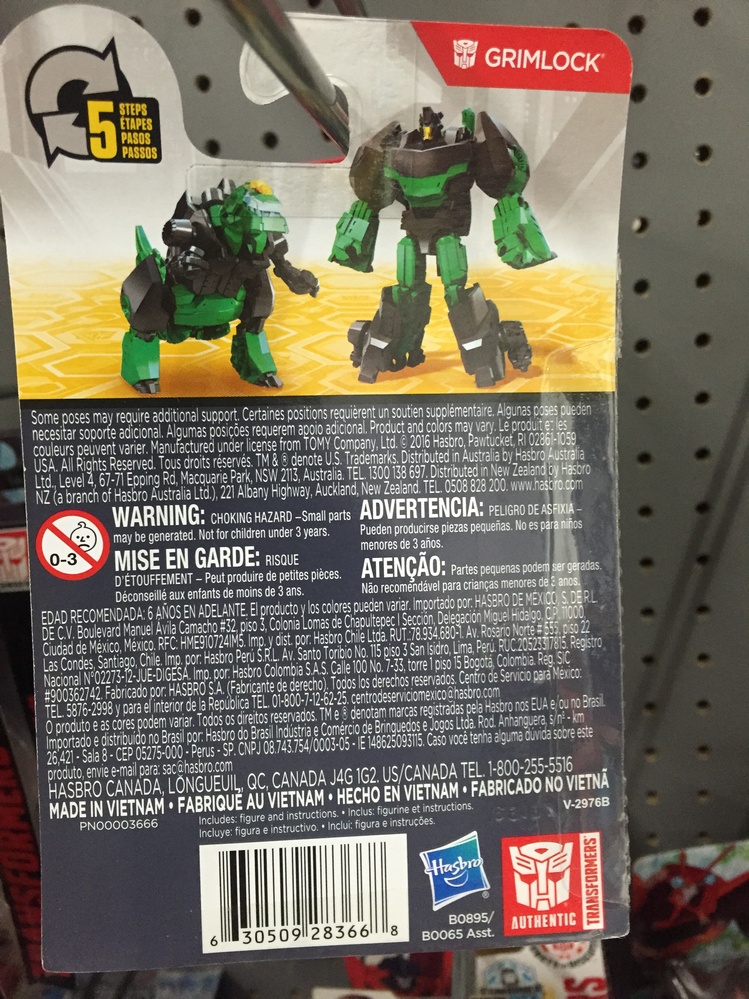 GRIMLOCK®
5 STEPS
ÉTAPES
PASOS
PASSOS
Some poses may require additional support. Certaines positions requièrent un soutien supplémentaire. Algunas poses pueden
necesitar soporte adicional. Algumas posições requerem apoio adicional. Product and colors may vary. Le produit et les
couleurs peuvent varier. Manufactured under license from TOMY Company, Ltd. © 2016 Hasbro, Pawtucket, RI 02861-1059
USA. All Rights Reserved. Tous droits réservés. TM & ® denote U.S. Trademarks. Distributed in Australia by Hasbro Australia
Ltd., Level 4, 67-71 Epping Rd, Macquarie Park, NSW 2113, Australia. TEL. 1300 138 697. Distributed in New Zealand by Hasbro
NZ (a branch of Hasbro Australia Ltd.), 221 Albany Highway, Auckland, New Zealand. TEL. 0508 828 200. www.hasbro.com
0-3
WARNING: CHOKING HAZARD –Small parts
may be generated. Not for children under 3 years.
MISE EN GARDE: RISQUE
D'ÉTOUFFEMENT – Peut produire de petites pièces.
Déconseillé aux enfants de moins de 3 ans.
ADVERTENCIA: PELIGRO DE ASFIXIA –
Pueden producirse piezas pequeñas. No es para niños
menores de 3 años.
ATENÇÃO: Partes pequenas podem ser geradas.
Não recomendável para crianças menores de 3 anos.
EDAD RECOMENDADA: 6 AÑOS EN ADELANTE. El producto y los colores pueden variar. Importado por: HASBRO DE MEXICO, S. DE R.L.
DE C.V. Boulevard Manuel Ávila Camacho #32, piso 3, Colonia Lomas de Chapultepec I Sección, Delegación Miguel Hidalgo, C.P. 11000,
Ciudad de México, México. RFC: HME910724IM5. Imp. y dist. por: Hasbro Chile Ltda. RUT.:78.934.680-1. Av. Rosario Norte # 555, piso 22
Las Condes, Santiago, Chile. Imp. por: Hasbro Perú S.R.L. Av. Santo Toribio No. 115 piso 3 San Isidro, Lima, Perú. RUC:20523317815, Registro
Nacional N°02273-12-JUE-DIGESA. Imp. por: Hasbro Colombia S.A.S. Calle 100 No. 7-33, torre 1 piso 15 Bogotá, Colombia. Reg. SIC
#900362742. Fabricado por: HASBRO S.A. (Fabricante de derecho). Todos los derechos reservados. Centro de Servicio para México:
TEL. 5876-2998 y para el interior de la República TEL. 01-800-7-12-62-25. centrodeserviciomexico@hasbro.com
O produto e as cores podem variar. Todos os direitos reservados. TM e ® denotam marcas registradas pela Hasbro nos EUA e/ou no Brasil.
Importado e distribuído no Brasil por: Hasbro do Brasil Indústria e Comércio de Brinquedos e Jogos Ltda. Rod. Anhanguera, s/nº - km
26,421 - Sala 8 - CEP 05275-000 - Perus - SP. CNPJ 08.743.754/0003-05 - IE 148625093115. Caso você tenha alguma dúvida sobre este
produto, envie e-mail para: sac@hasbro.com
HASBRO CANADA, LONGUEUIL, QC, CANADA J4G 1G2. US/CANADA TEL. 1-800-255-5516
MADE IN VIETNAM • FABRIQUÉ AU VIETNAM • HECHO EN VIETNAM • FABRICADO NO VIETNÃ
PN00003666
Includes: figure and instructions. • Inclus: figurine et instructions.
Incluye: figura e instructivo. • Inclui: figura e instruções.
V-2976B
6 30509 28366 8
Hasbro®
B0895/
B0065 Asst.
AUTHENTIC
TRANSFORMERS